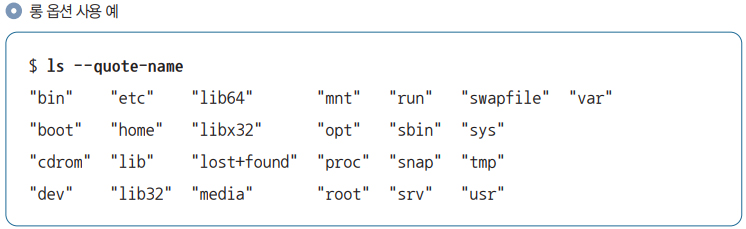 롱 옵션 사용 예
$ ls --quote-name
"bin" "etc" "lib64" "mnt" "run" "swapfile" "var"
"boot" "home" "libx32" "opt" "sbin" "sys"
"cdrom" "lib" "lost+found" "proc" "snap" "tmp"
"dev" "lib32" "media" "root" "srv" "usr"